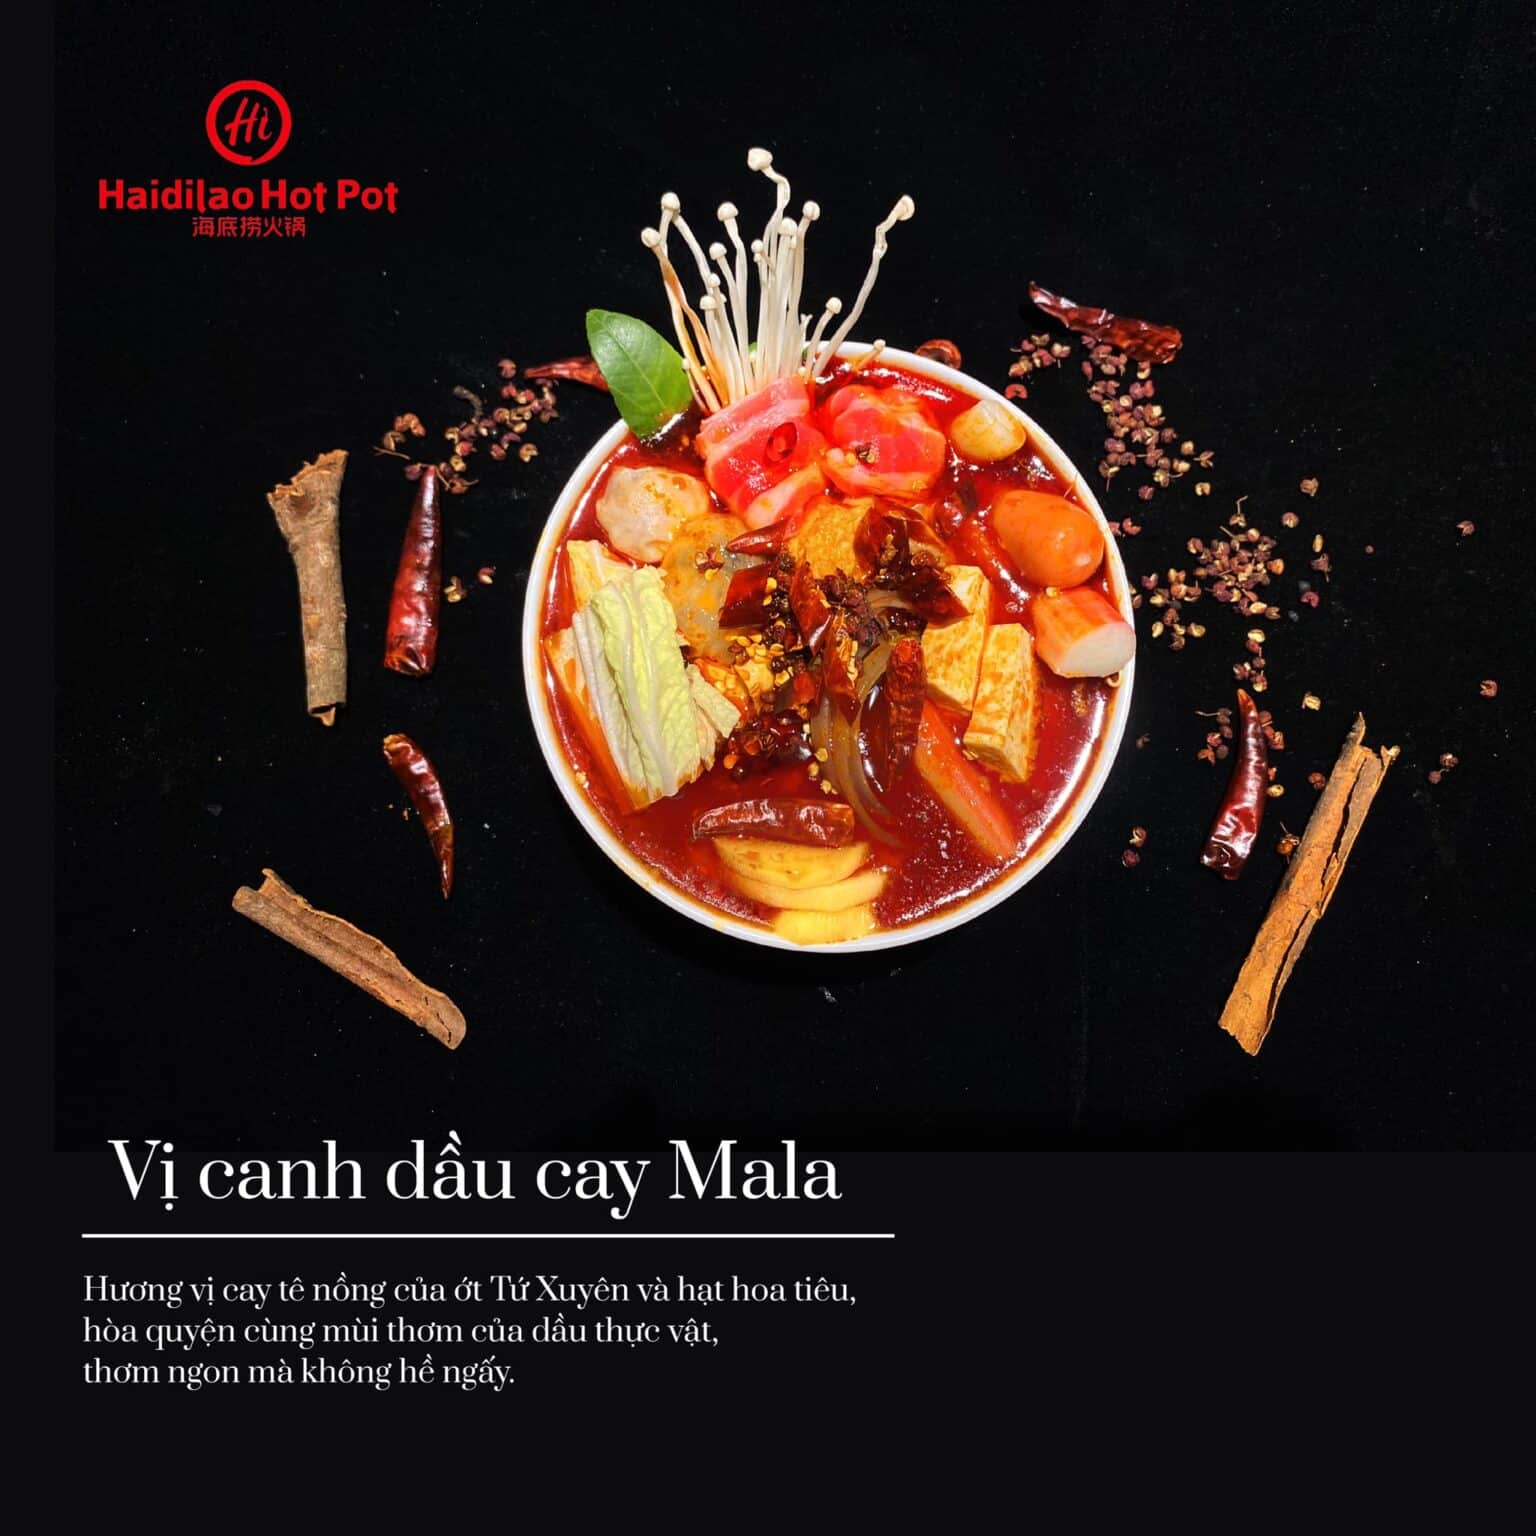 Hi
Haidilao Hot Pot
海底捞火锅
Vị canh dầu cay Mala
Hương vị cay tê nồng của ớt Tứ Xuyên và hạt hoa tiêu,
hòa quyện cùng mùi thơm của dầu thực vật,
thơm ngon mà không hề ngấy.